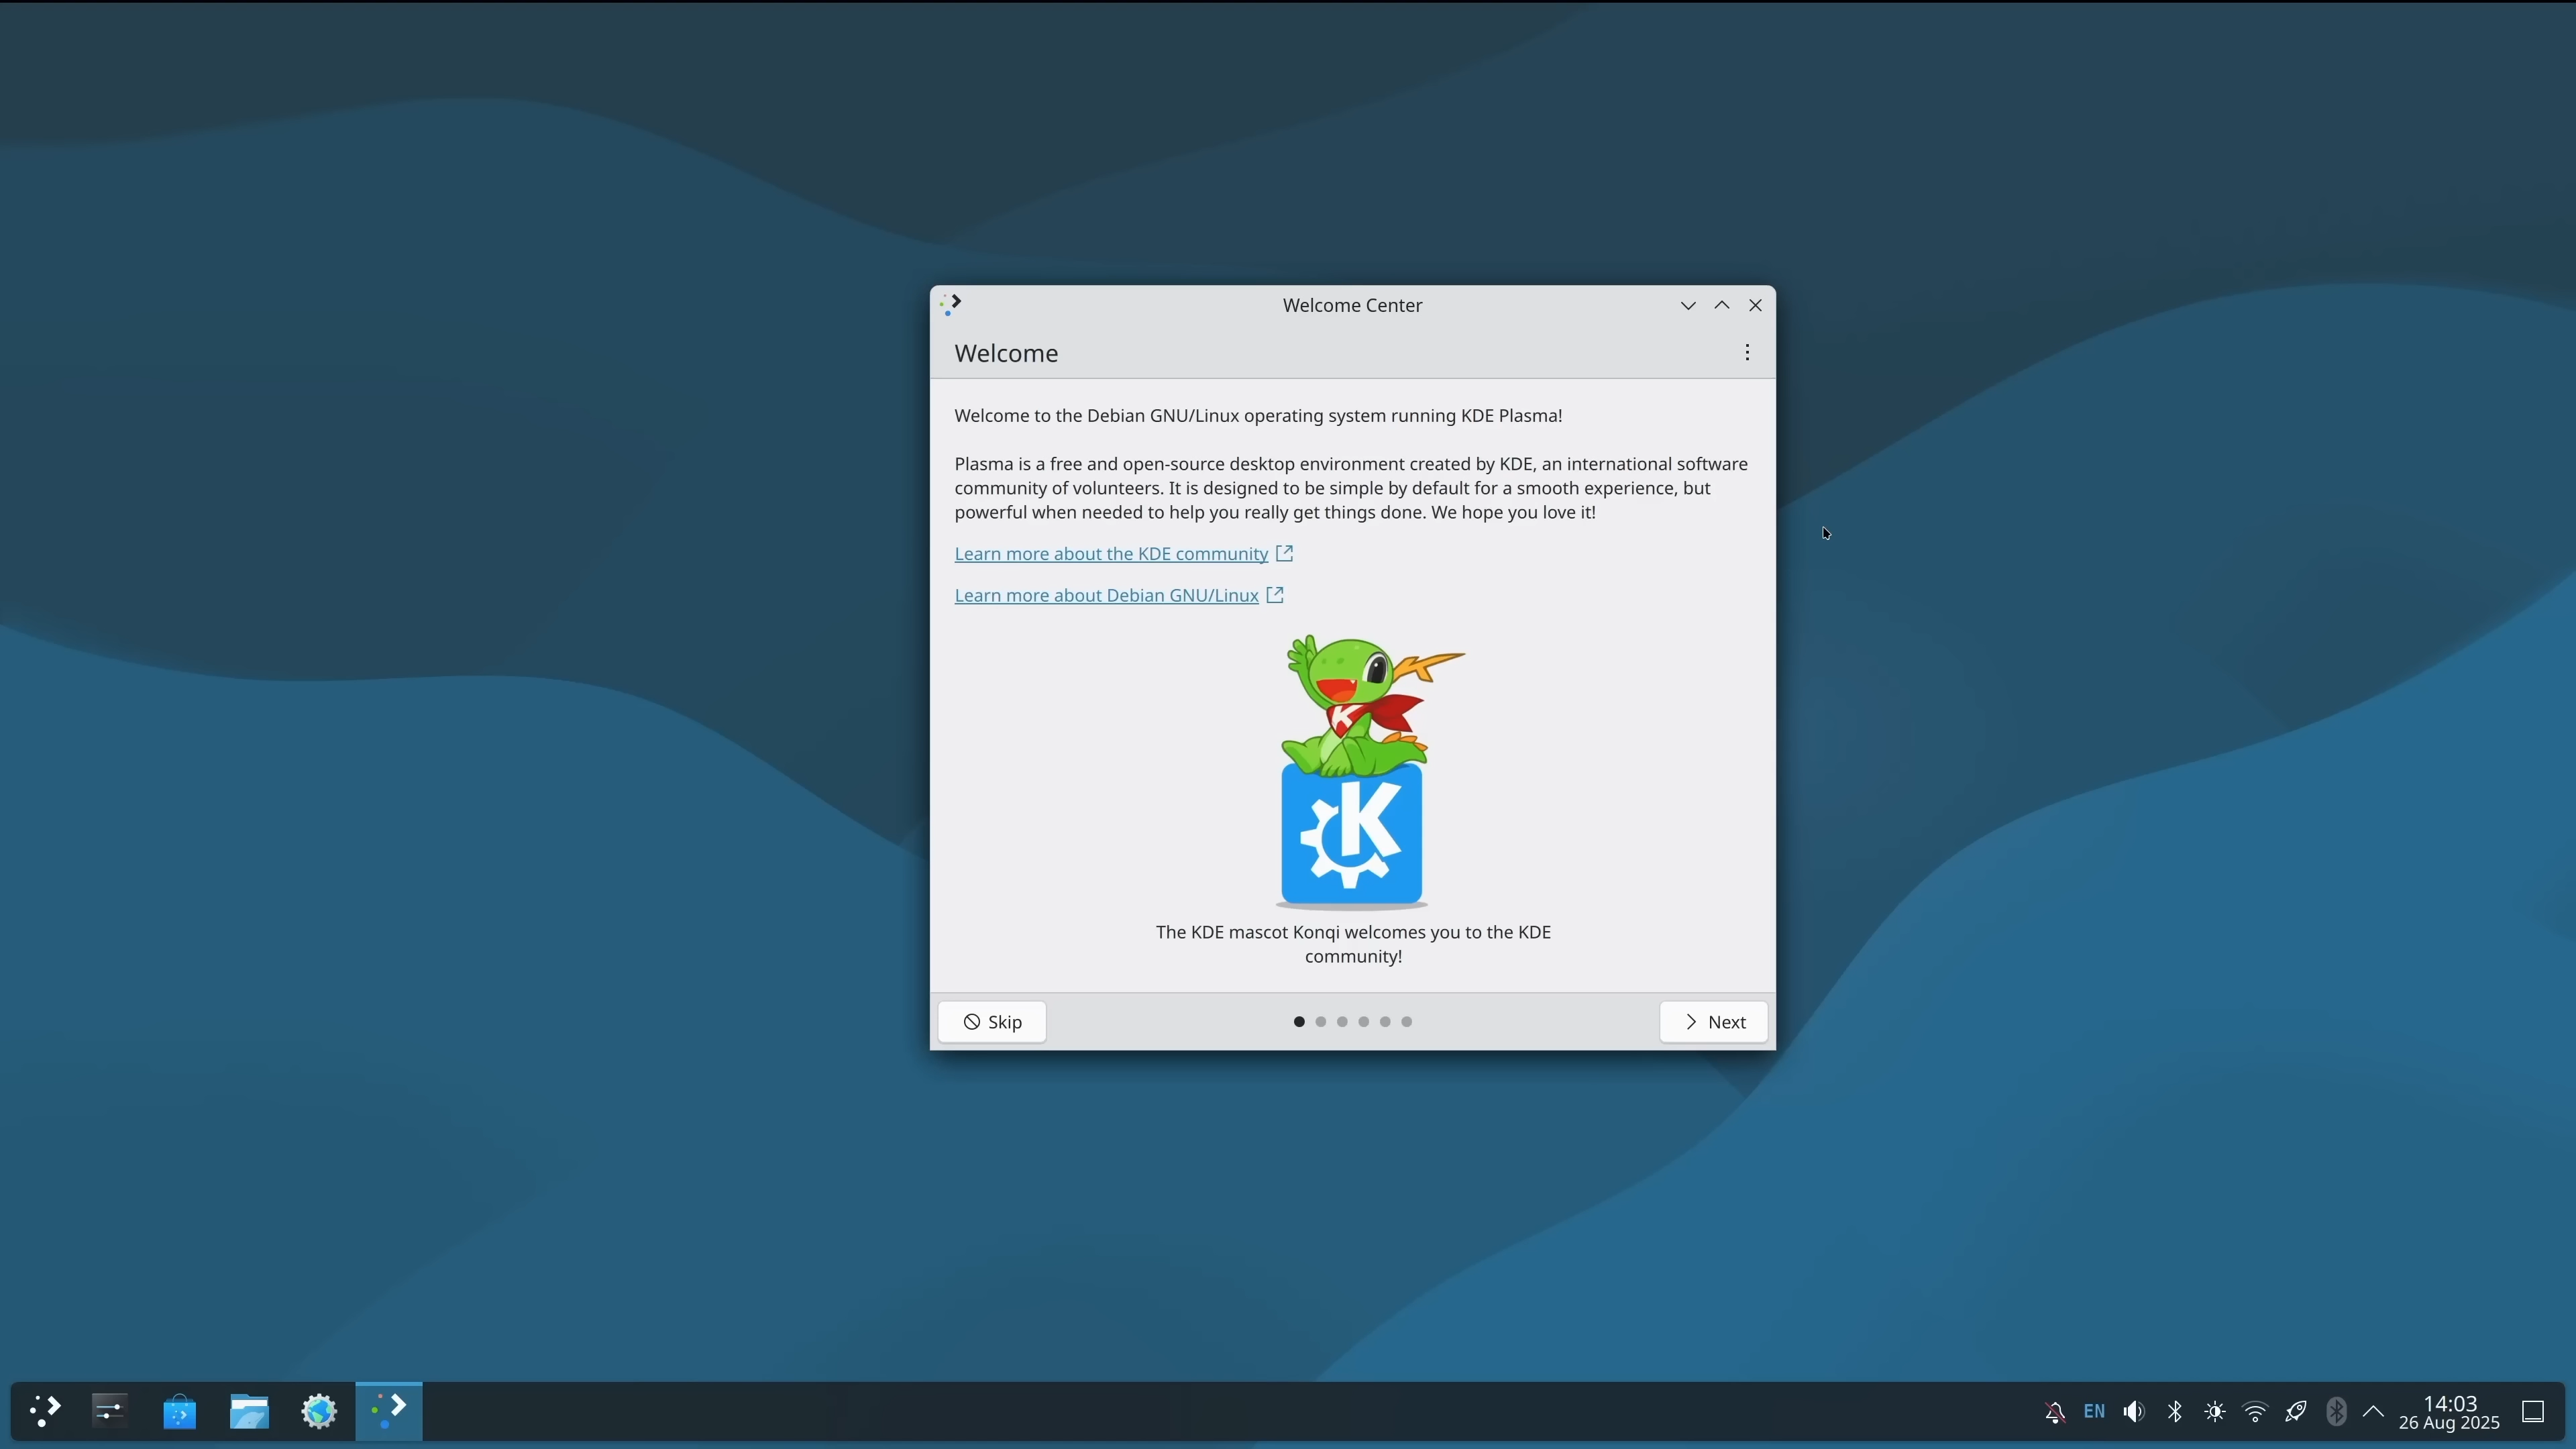 Welcome Center
Welcome
Welcome to the Debian GNU/Linux operating system running KDE Plasma!
Plasma is a free and open-source desktop environment created by KDE, an international software
community of volunteers. It is designed to be simple by default for a smooth experience, but
powerful when needed to help you really get things done. We hope you love it!
Learn more about the KDE community
Learn more about Debian GNU/Linux
K
K
The KDE mascot Konqi welcomes you to the KDE
community!
Skip
Next
EN
14:03
26 Aug 2025